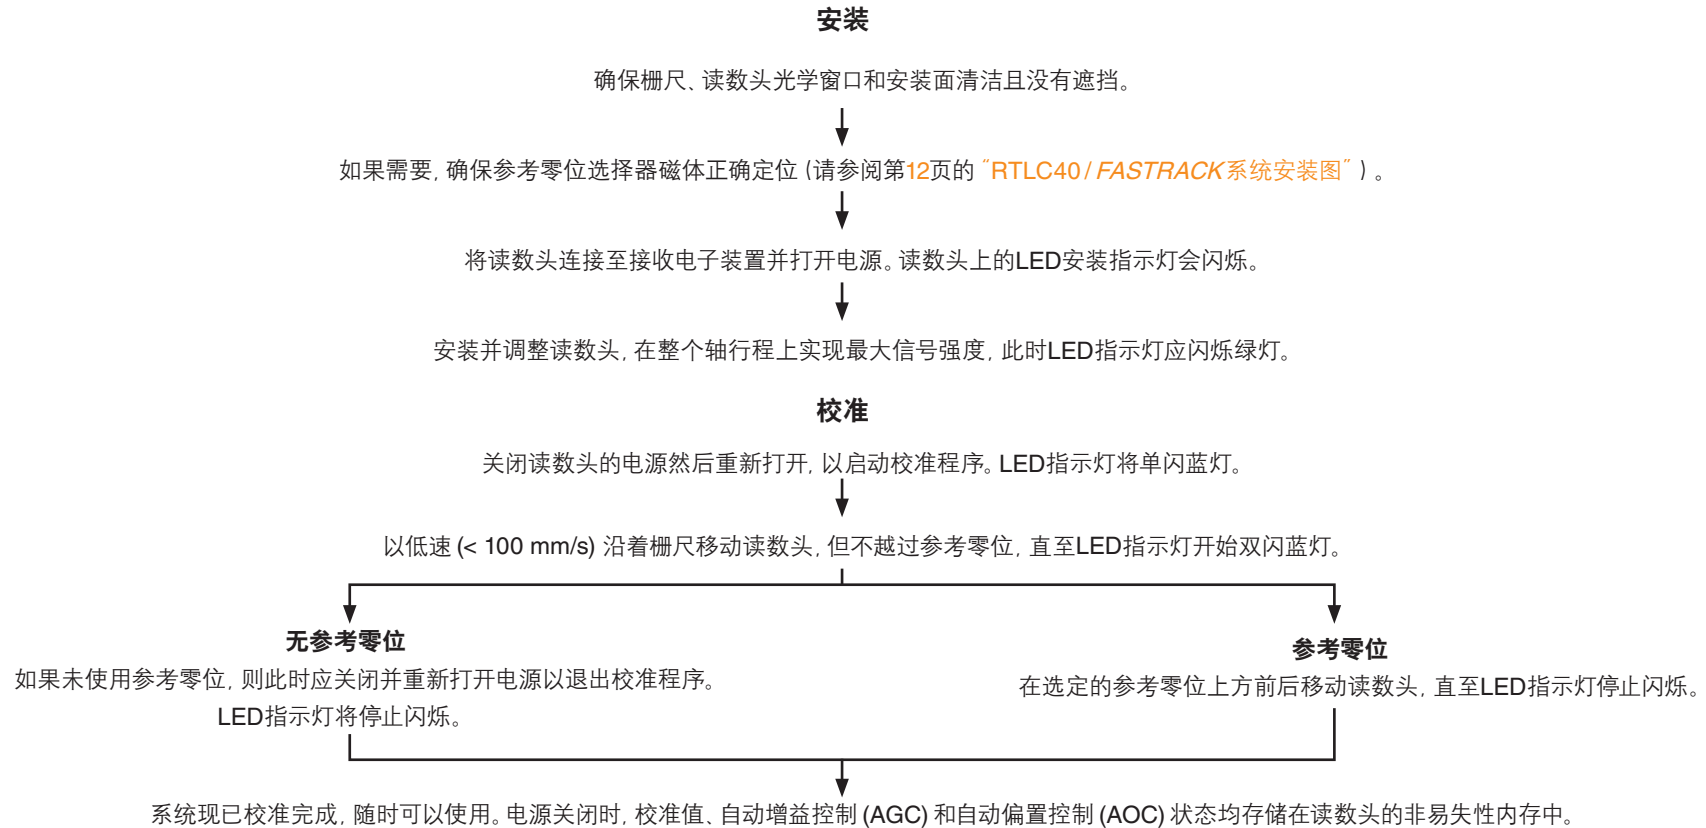 安装
确保栅尺、读数头光学窗口和安装面清洁且没有遮挡。
如果需要, 确保参考零位选择器磁体正确定位 (请参阅第12页的 “RTLC40 / FASTRACK系统安装图” ) 。
将读数头连接至接收电子装置并打开电源。读数头上的LED安装指示灯会闪烁。
安装并调整读数头, 在整个轴行程上实现最大信号强度, 此时LED指示灯应闪烁绿灯。
校准
关闭读数头的电源然后重新打开, 以启动校准程序。LED指示灯将单闪蓝灯。
以低速 (< 100 mm/s) 沿着栅尺移动读数头, 但不越过参考零位, 直至LED指示灯开始双闪蓝灯。
无参考零位
如果未使用参考零位, 则此时应关闭并重新打开电源以退出校准程序。
LED指示灯将停止闪烁。
参考零位
在选定的参考零位上方前后移动读数头, 直至LED指示灯停止闪烁。
系统现已校准完成, 随时可以使用。电源关闭时, 校准值、自动增益控制 (AGC) 和自动偏置控制 (AOC) 状态均存储在读数头的非易失性内存中。